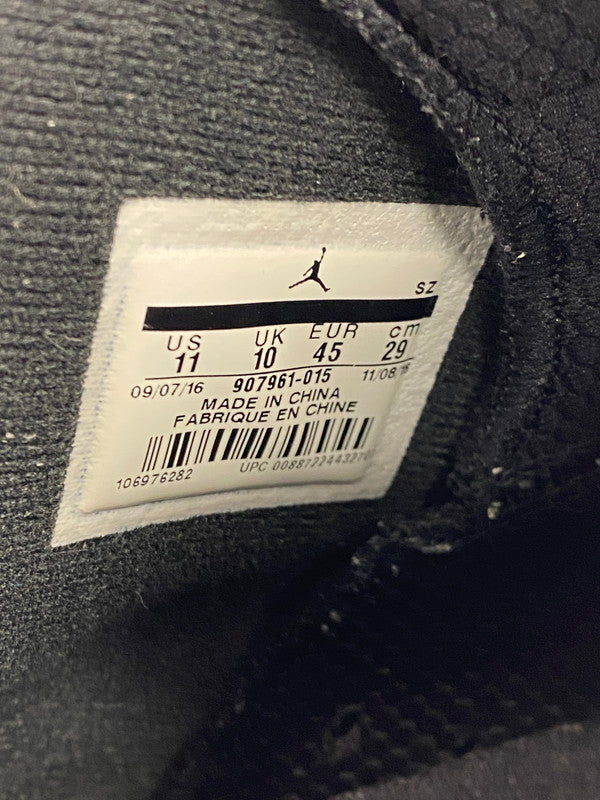 SZ
US UK EUR cm
11 10 45 29
09/07/16 907961-015 11/08/16
MADE IN CHINA
FABRIQUE EN CHINE
106976282 UPC